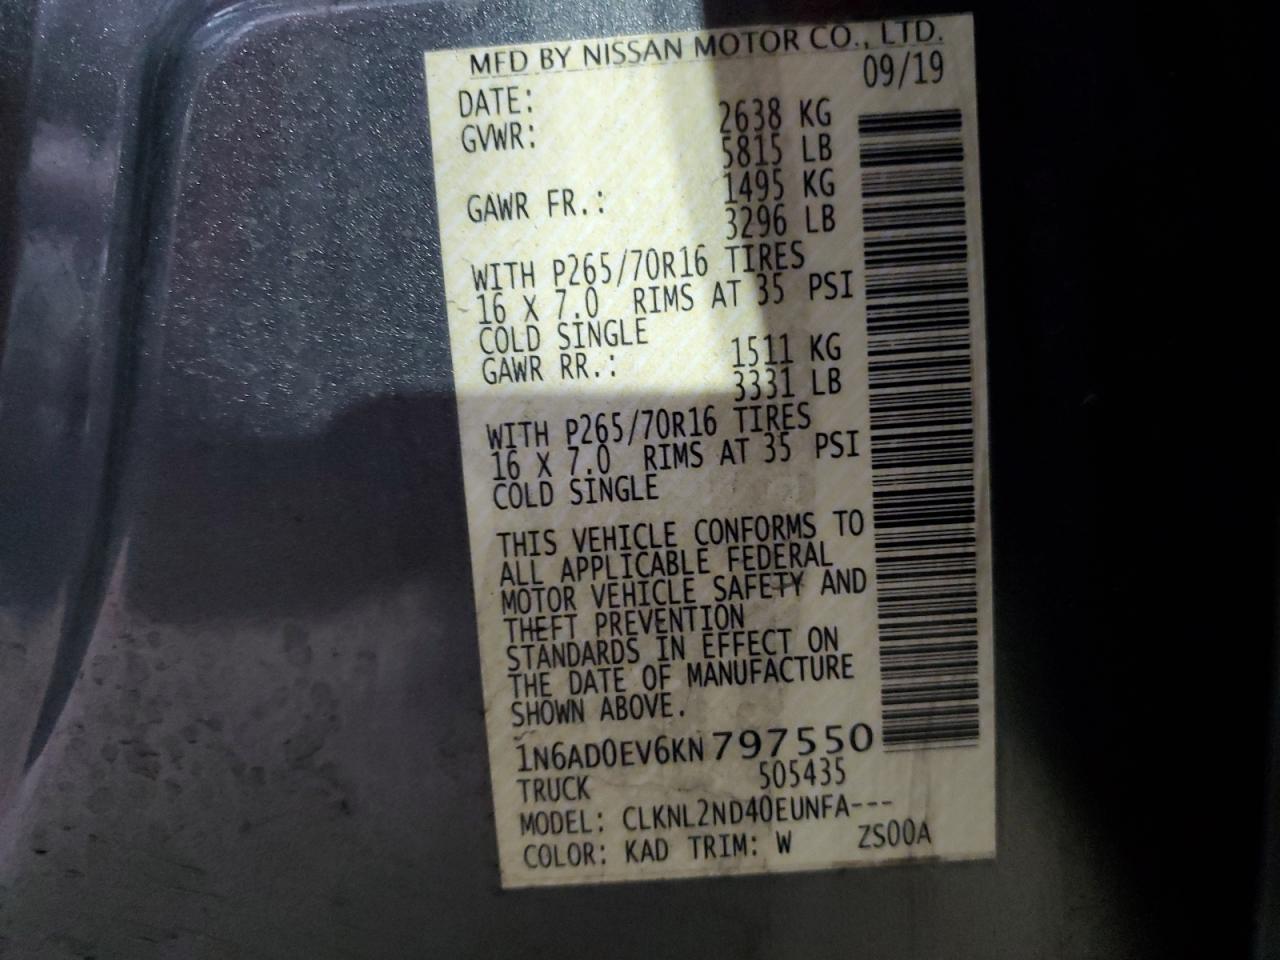 MFD BY NISSAN MOTOR CO., LTD.
DATE: 09/19
GVWR: 2638 KG
5815 LB
GAWR FR.: 1495 KG
3296 LB
WITH P265/70R16 TIRES
16 X 7.0 RIMS AT 35 PSI
COLD SINGLE
GAWR RR.: 1511 KG
3331 LB
WITH P265/70R16 TIRES
16 X 7.0 RIMS AT 35 PSI
COLD SINGLE
THIS VEHICLE CONFORMS TO
ALL APPLICABLE FEDERAL
MOTOR VEHICLE SAFETY AND
THEFT PREVENTION
STANDARDS IN EFFECT ON
THE DATE OF MANUFACTURE
SHOWN ABOVE.
1N6AD0EV6KN797550
TRUCK 505435
MODEL: CLKNL2ND40EUNFA---
COLOR: KAD TRIM: W ZS00A